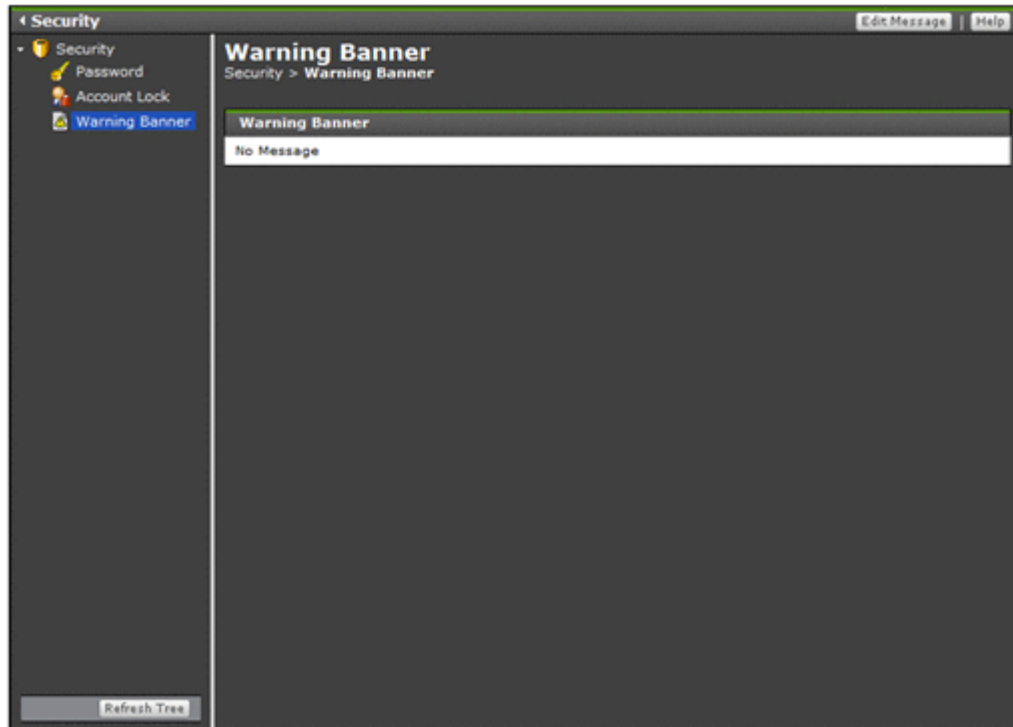 Security
Edit Message | Help
Security
Password
Account Lock
Warning Banner
Refresh Tree
Warning Banner
Security > Warning Banner
Warning Banner
No Message